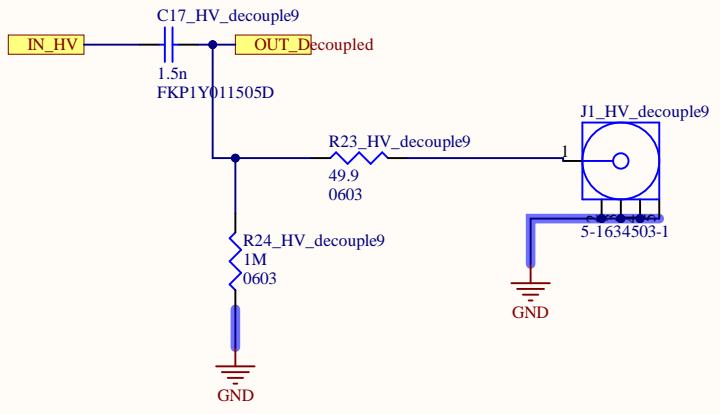 C17_HV_decouple9
IN_HV
OUT_Decoupled
1.5n
FKP1Y011505D
J1_HV_decouple9
R23_HV_decouple9
1
49.9
0603
R24_HV_decouple9
1M
0603
5-1634503-1
GND
GND